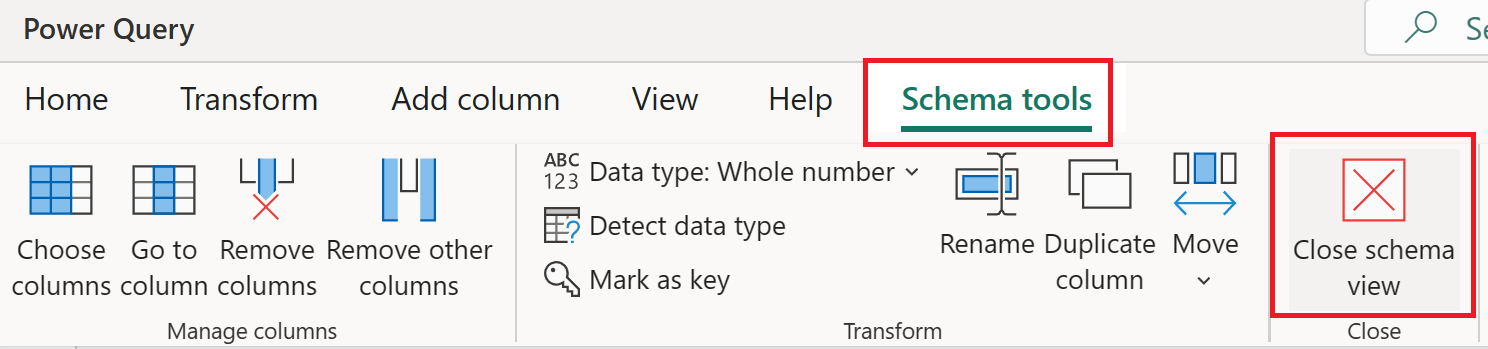 Power Query
Home Transform Add column View Help Schema tools
Choose
columns
Go to
column
Remove
columns
Remove other
columns
Manage columns
ABC
123
Data type: Whole number
Detect data type
Mark as key
Rename
Duplicate
column
Move
Transform
Close schema
view
Close